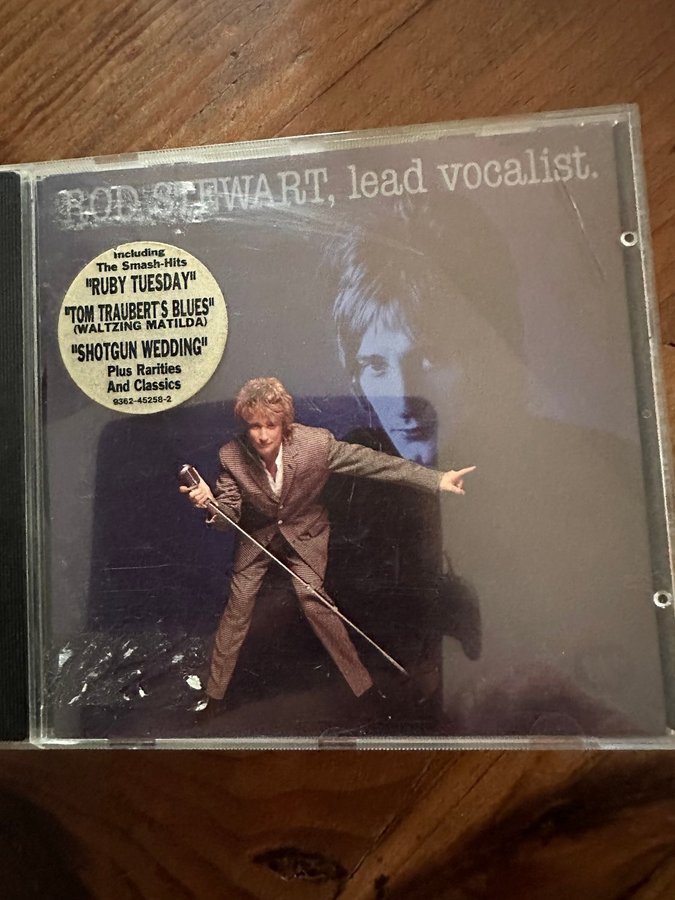 ROD STEWART, lead vocalist.
Including
The Smash-Hits
"RUBY TUESDAY"
"TOM TRAUBERT'S BLUES"
(WALTZING MATILDA)
"SHOTGUN WEDDING"
Plus Rarities
And Classics
9362-45258-2